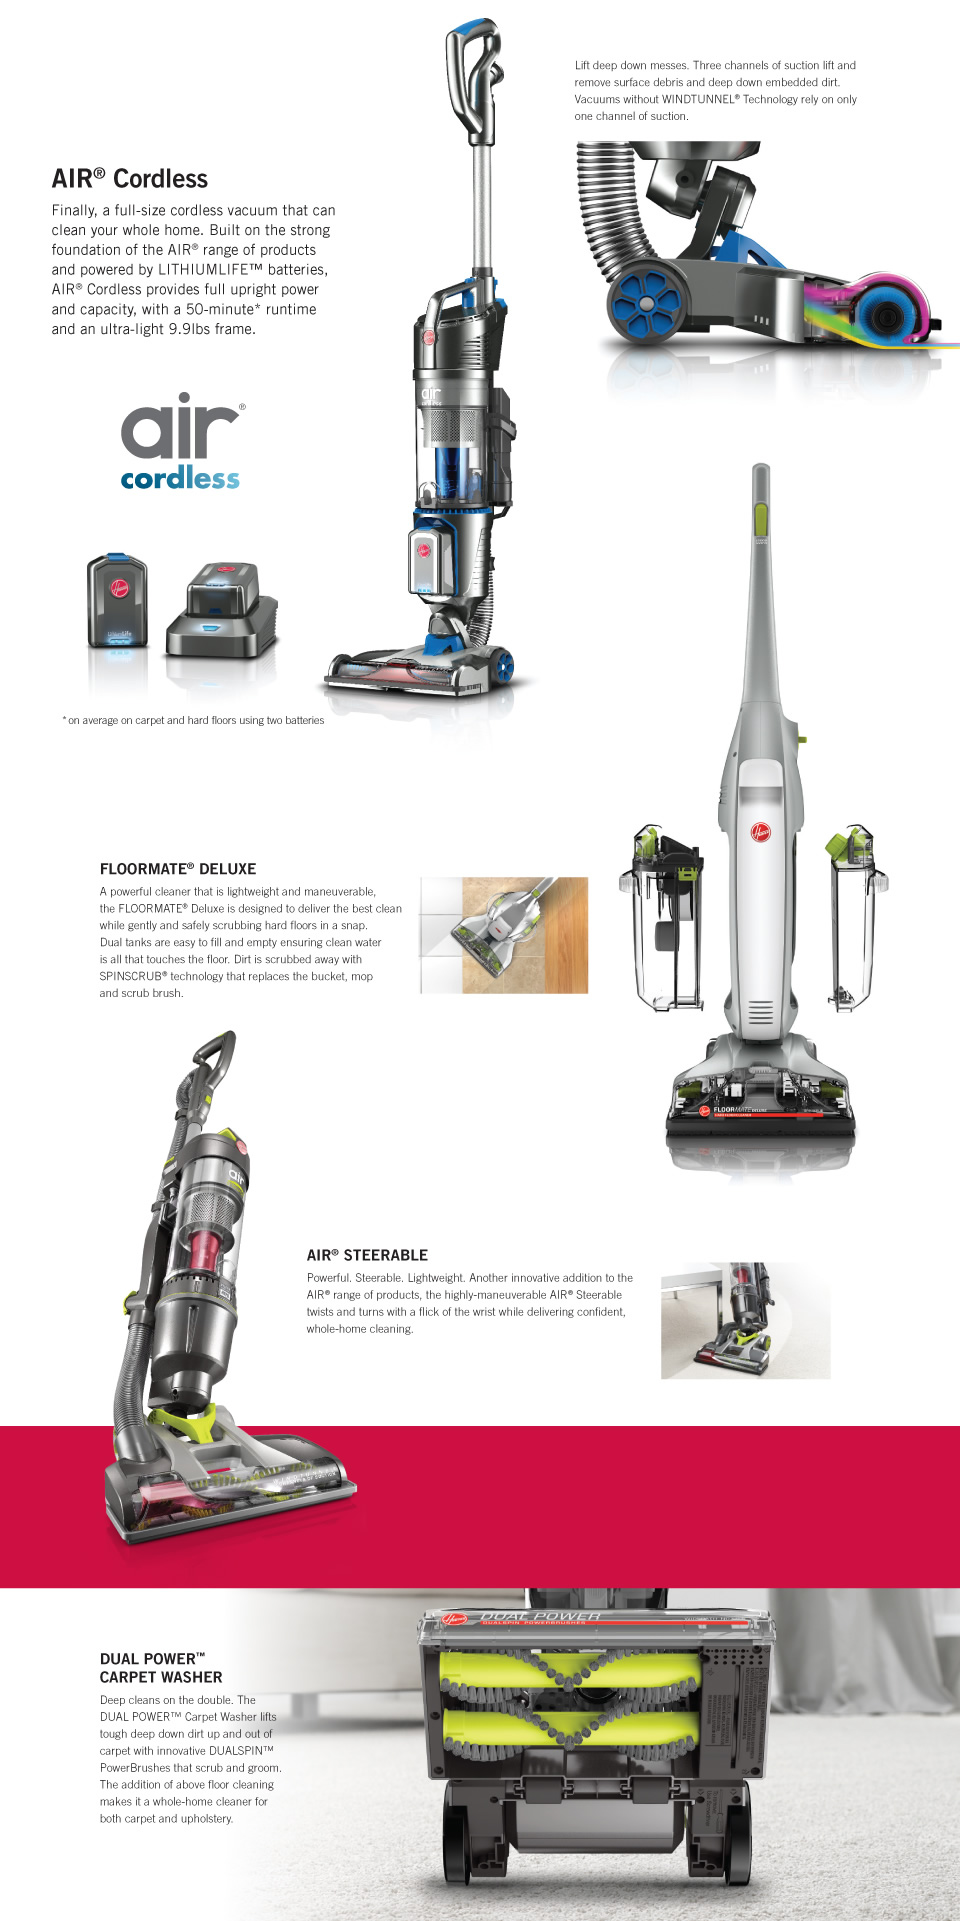 Lift deep down messes. Three channels of suction lift and
remove surface debris and deep down embedded dirt.
Vacuums without WINDTUNNEL® Technology rely on only
one channel of suction.
AIR® Cordless
Finally, a full-size cordless vacuum that can
clean your whole home. Built on the strong
foundation of the AIR® range of products
and powered by LITHIUMLIFE™ batteries,
AIR® Cordless provides full upright power
and capacity, with a 50-minute* runtime
and an ultra-light 9.9lbs frame.
air®
cordless
air
cordless
Hoover
*on average on carpet and hard floors using two batteries
FLOORMATE® DELUXE
A powerful cleaner that is lightweight and maneuverable,
the FLOORMATE® Deluxe is designed to deliver the best clean
while gently and safely scrubbing hard floors in a snap.
Dual tanks are easy to fill and empty ensuring clean water
is all that touches the floor. Dirt is scrubbed away with
SPINSCRUB® technology that replaces the bucket, mop
and scrub brush.
Hoover
FLOORMATE DELUXE
air
AIR® STEERABLE
Powerful. Steerable. Lightweight. Another innovative addition to the
AIR® range of products, the highly-maneuverable AIR® Steerable
twists and turns with a flick of the wrist while delivering confident,
whole-home cleaning.
Hoover DUAL POWER
DUALSPIN POWERBRUSHES
DUAL POWER™
CARPET WASHER
Deep cleans on the double. The
DUAL POWER™ Carpet Washer lifts
tough deep down dirt up and out of
carpet with innovative DUALSPIN™
PowerBrushes that scrub and groom.
The addition of above floor cleaning
makes it a whole-home cleaner for
both carpet and upholstery.